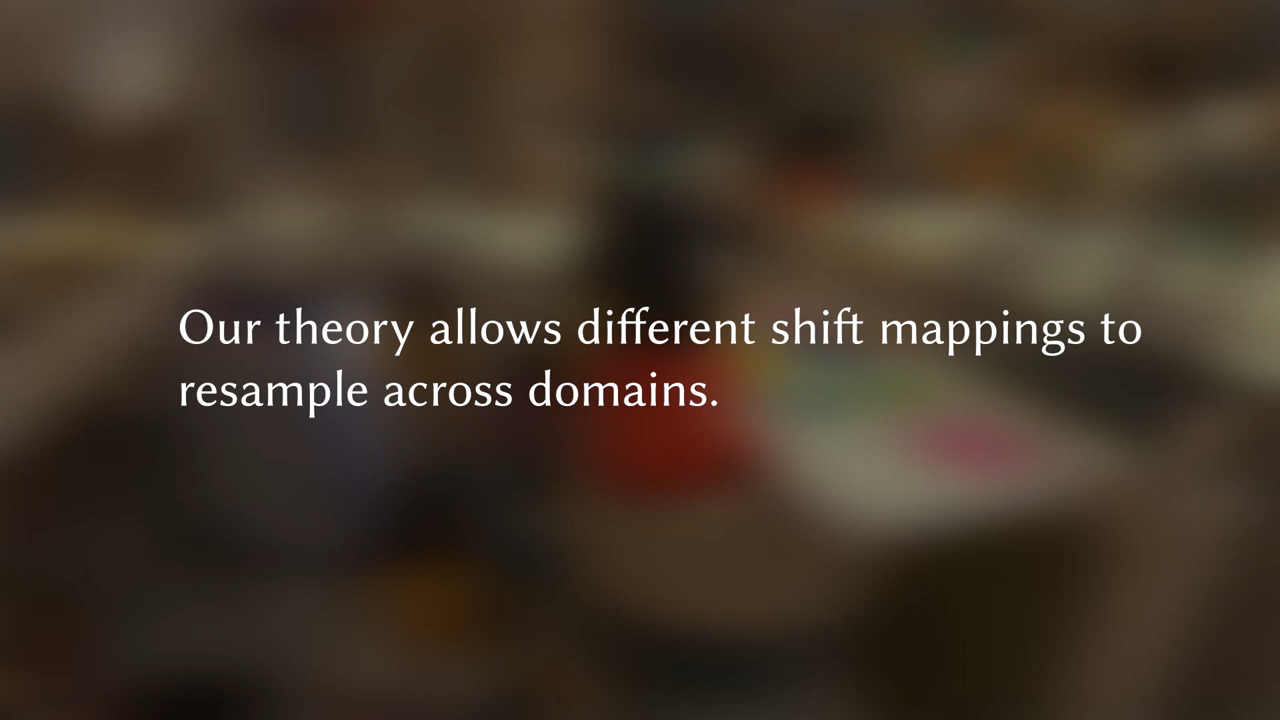 Our theory allows different shift mappings to
resample across domains.